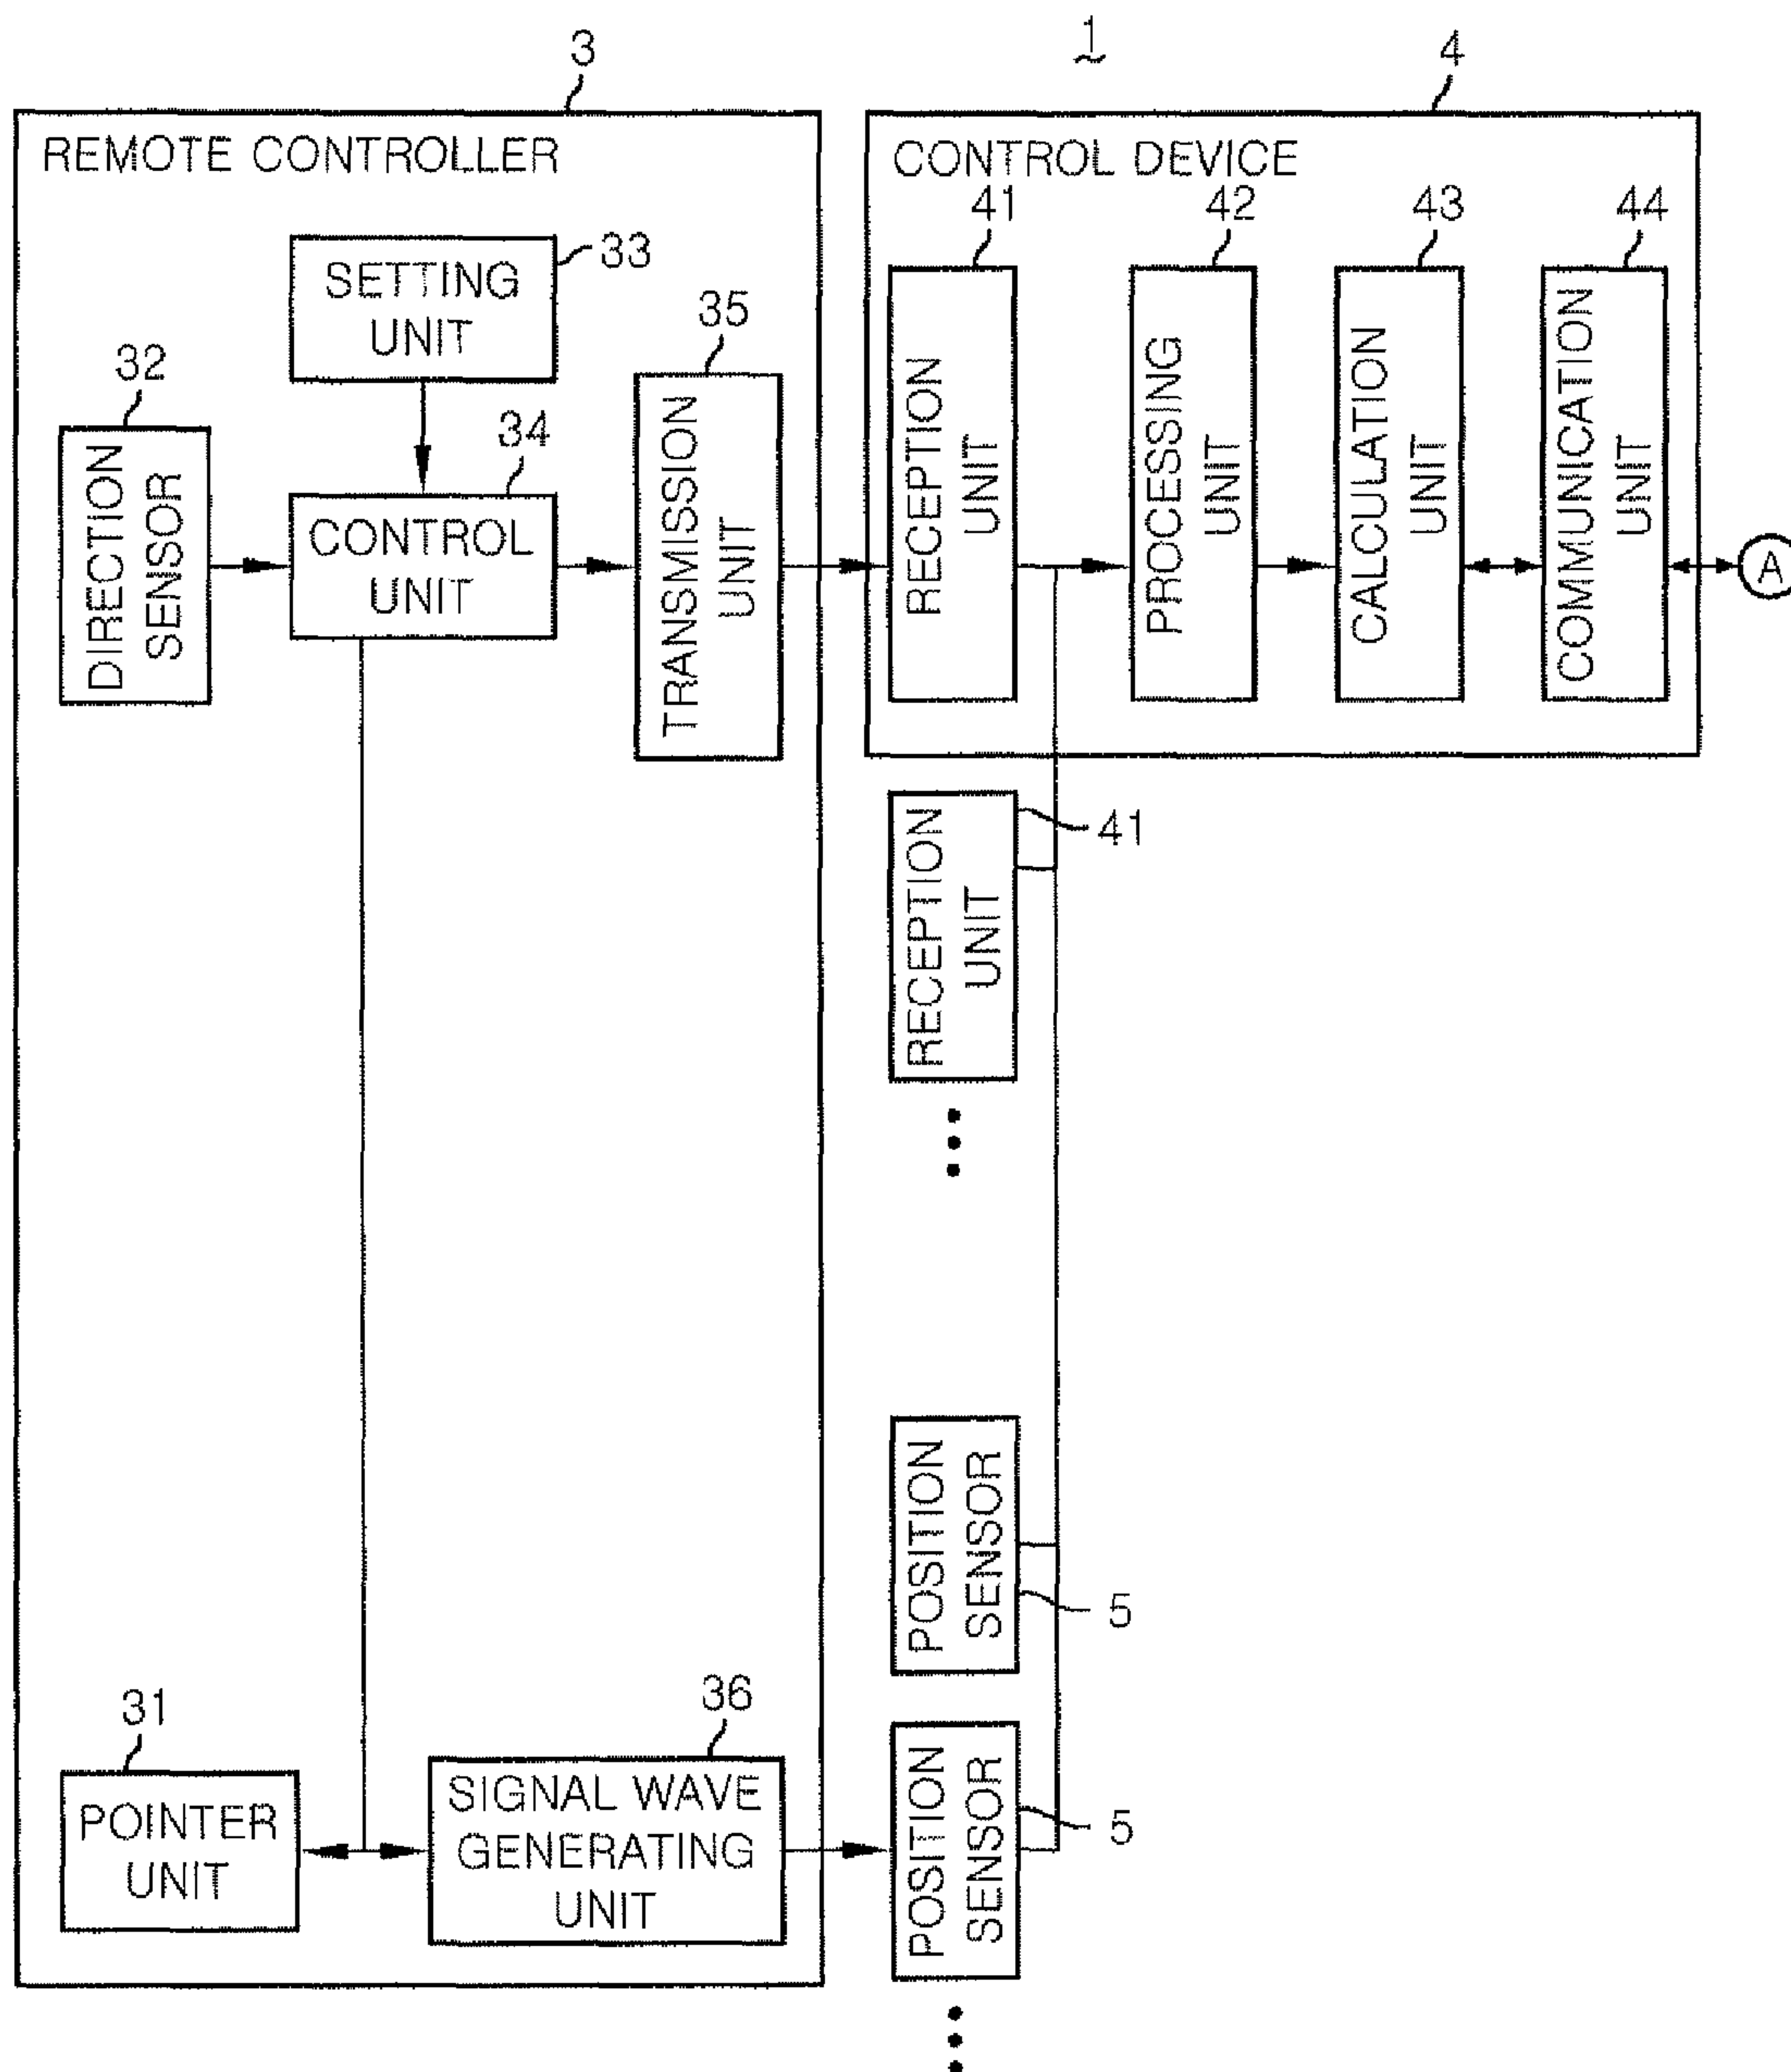 1
3
4
REMOTE CONTROLLER
CONTROL DEVICE
41
42
43
44
33
SETTING
UNIT
35
32
34
DIRECTION
SENSOR
CONTROL
UNIT
TRANSMISSION
UNIT
RECEPTION
UNIT
PROCESSING
UNIT
CALCULATION
UNIT
COMMUNICATION
UNIT
A
RECEPTION
UNIT
41
POSITION
SENSOR
5
31
POINTER
UNIT
36
SIGNAL WAVE
GENERATING
UNIT
POSITION
SENSOR
5